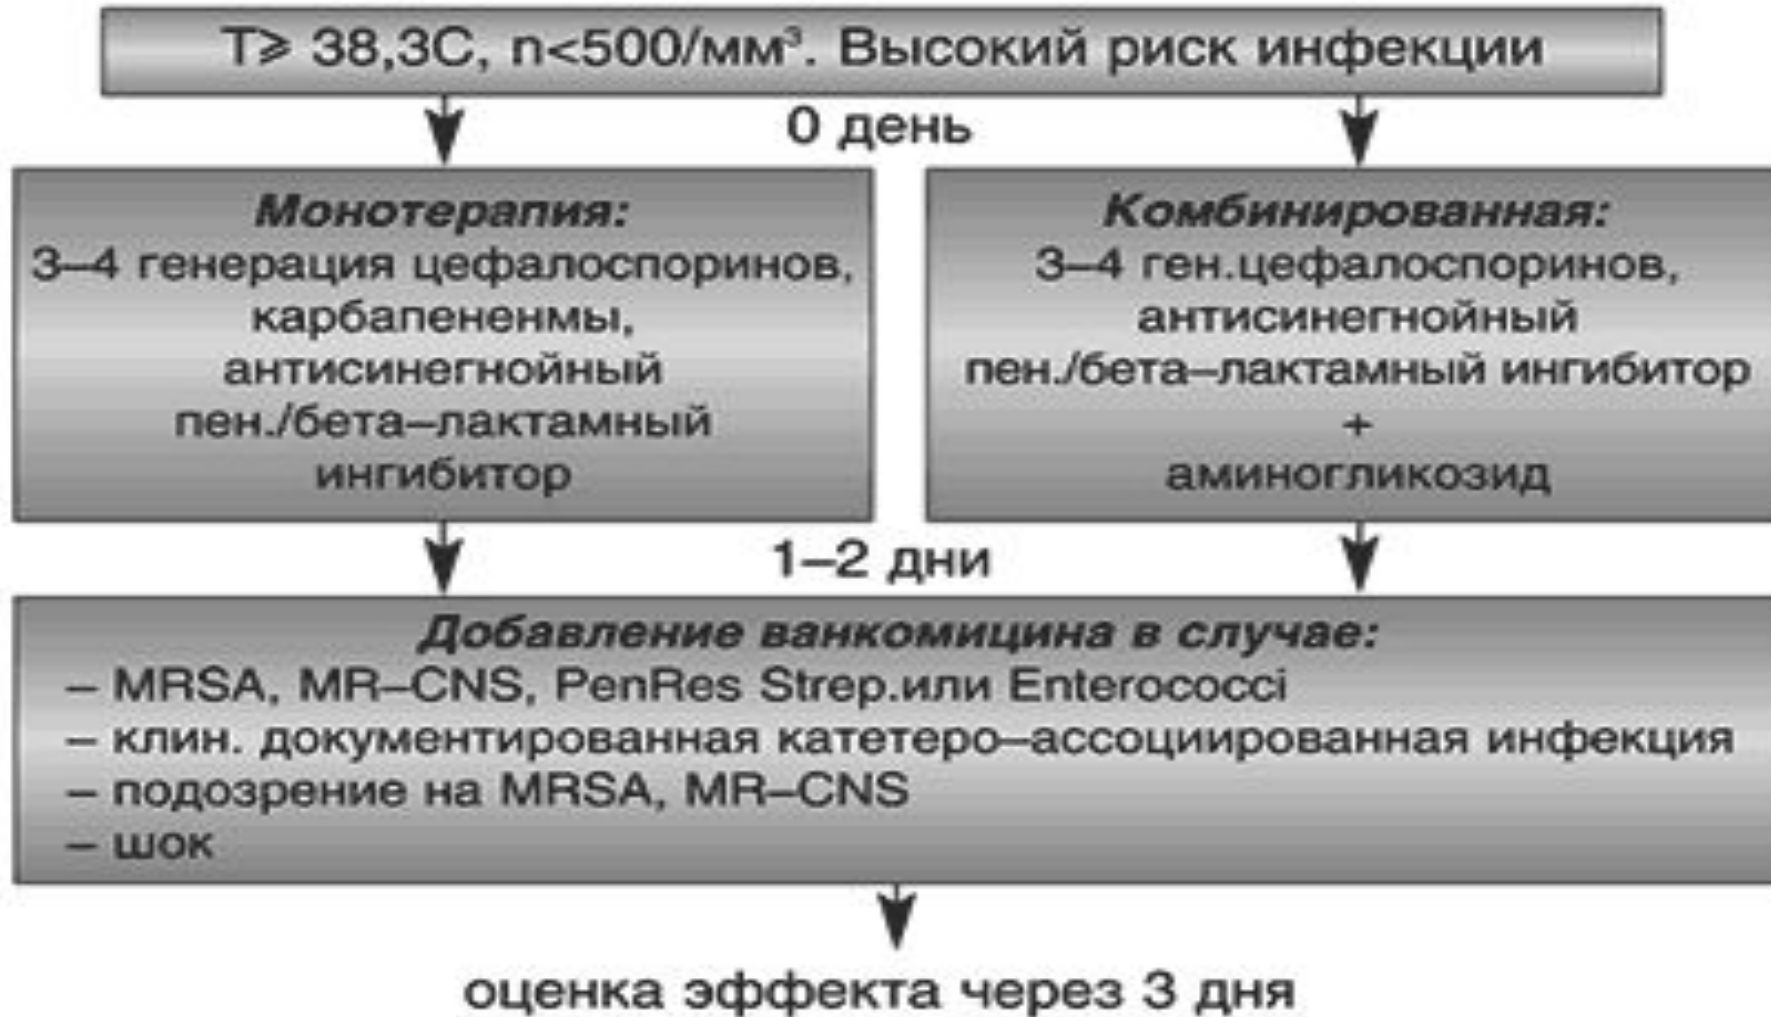 T⩾ 38,3C, n<500/мм³. Высокий риск инфекции
0 день
Монотерапия:
3–4 генерация цефалоспоринов,
карбапененмы,
антисинегнойный
пен./бета–лактамный
ингибитор
Комбинированная:
3–4 ген.цефалоспоринов,
антисинегнойный
пен./бета–лактамный ингибитор
+
аминогликозид
1–2 дни
Добавление ванкомицина в случае:
– MRSA, MR–CNS, PenRes Strep.или Enterococci
– клин. документированная катетеро–ассоциированная инфекция
– подозрение на MRSA, MR–CNS
– шок
оценка эффекта через 3 дня